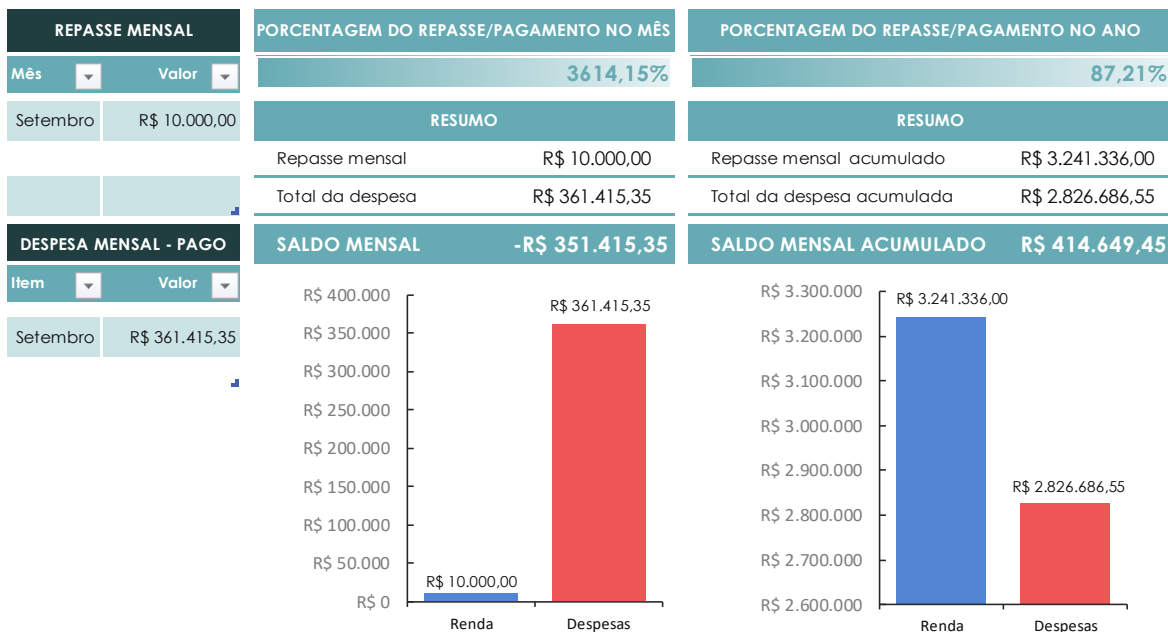 REPASSE MENSAL
Mês Valor
Setembro R$ 10.000,00
DESPESA MENSAL - PAGO
Item Valor
Setembro R$ 361.415,35
PORCENTAGEM DO REPASSE/PAGAMENTO NO MÊS
3614,15%
RESUMO
Repasse mensal R$ 10.000,00
Total da despesa R$ 361.415,35
SALDO MENSAL -R$ 351.415,35
R$ 400.000
R$ 350.000
R$ 300.000
R$ 250.000
R$ 200.000
R$ 150.000
R$ 100.000
R$ 50.000
R$ 0
R$ 10.000,00
R$ 361.415,35
Renda Despesas
PORCENTAGEM DO REPASSE/PAGAMENTO NO ANO
87,21%
RESUMO
Repasse mensal acumulado R$ 3.241.336,00
Total da despesa acumulada R$ 2.826.686,55
SALDO MENSAL ACUMULADO R$ 414.649,45
R$ 3.300.000
R$ 3.200.000
R$ 3.100.000
R$ 3.000.000
R$ 2.900.000
R$ 2.800.000
R$ 2.700.000
R$ 2.600.000
R$ 3.241.336,00
R$ 2.826.686,55
Renda Despesas